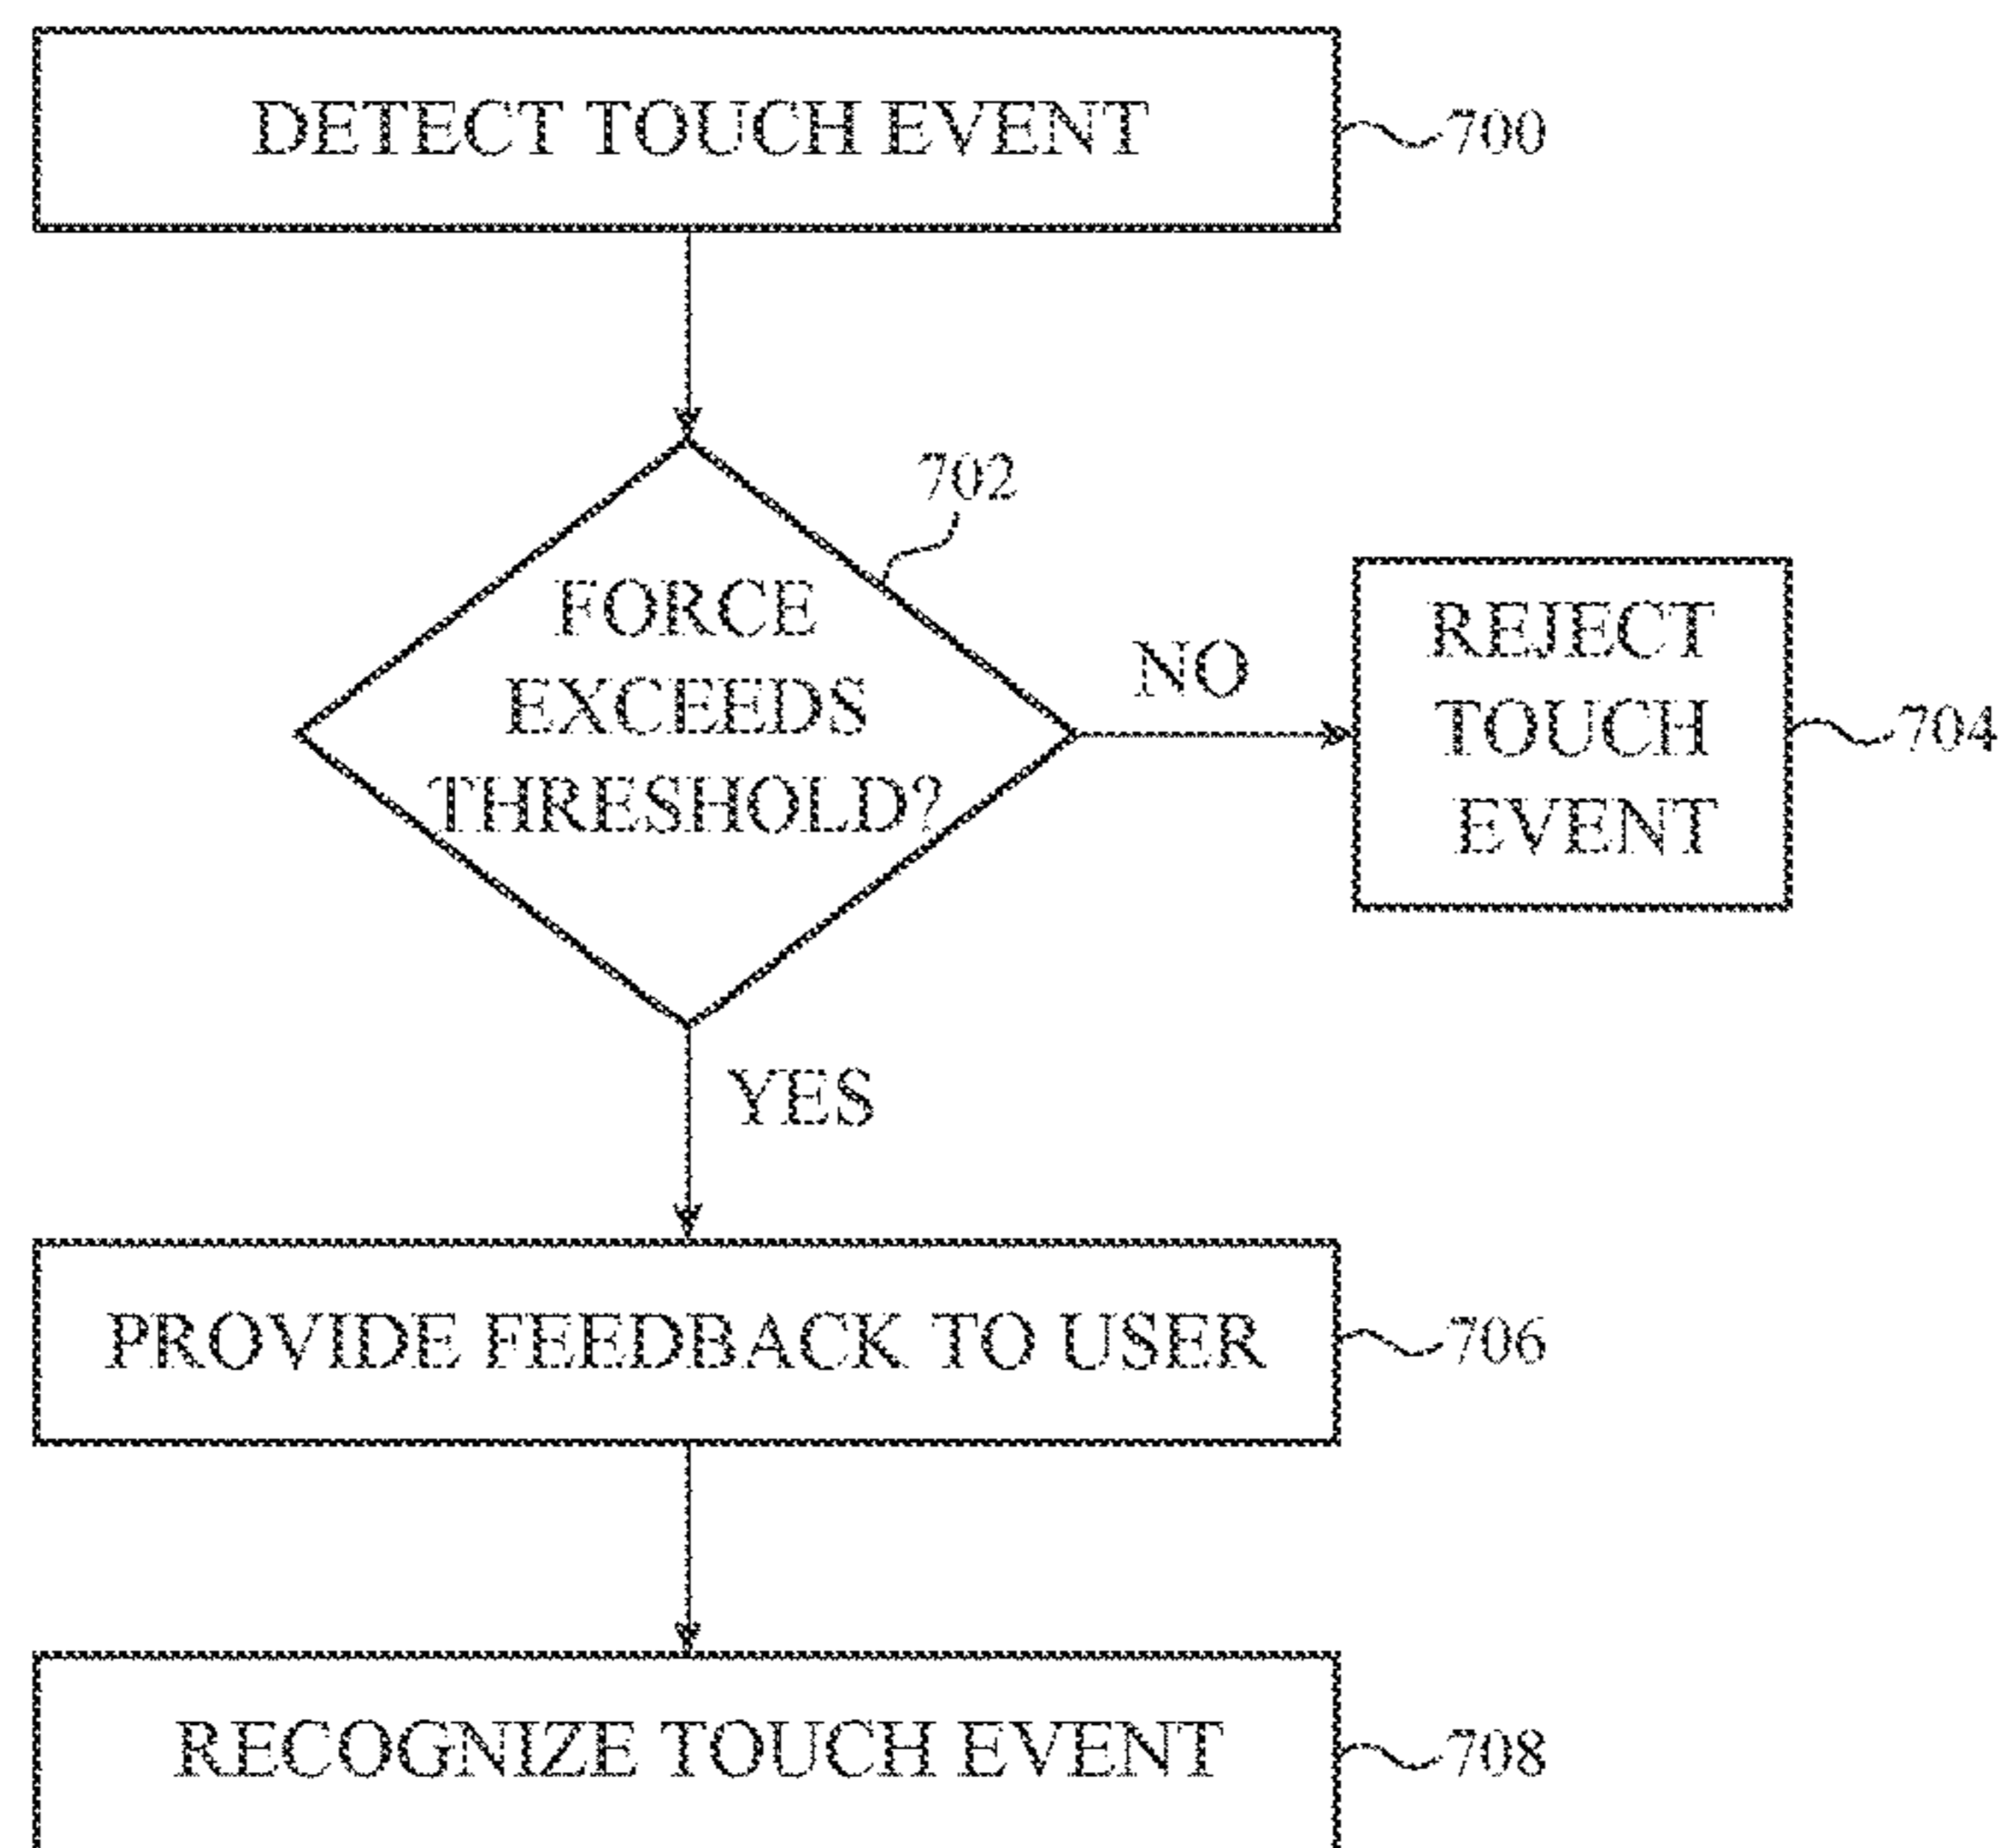 DETECT TOUCH EVENT
700
702
FORCE
EXCEEDS
THRESHOLD?
NO
REJECT
TOUCH
EVENT
704
YES
PROVIDE FEEDBACK TO USER
706
RECOGNIZE TOUCH EVENT
708